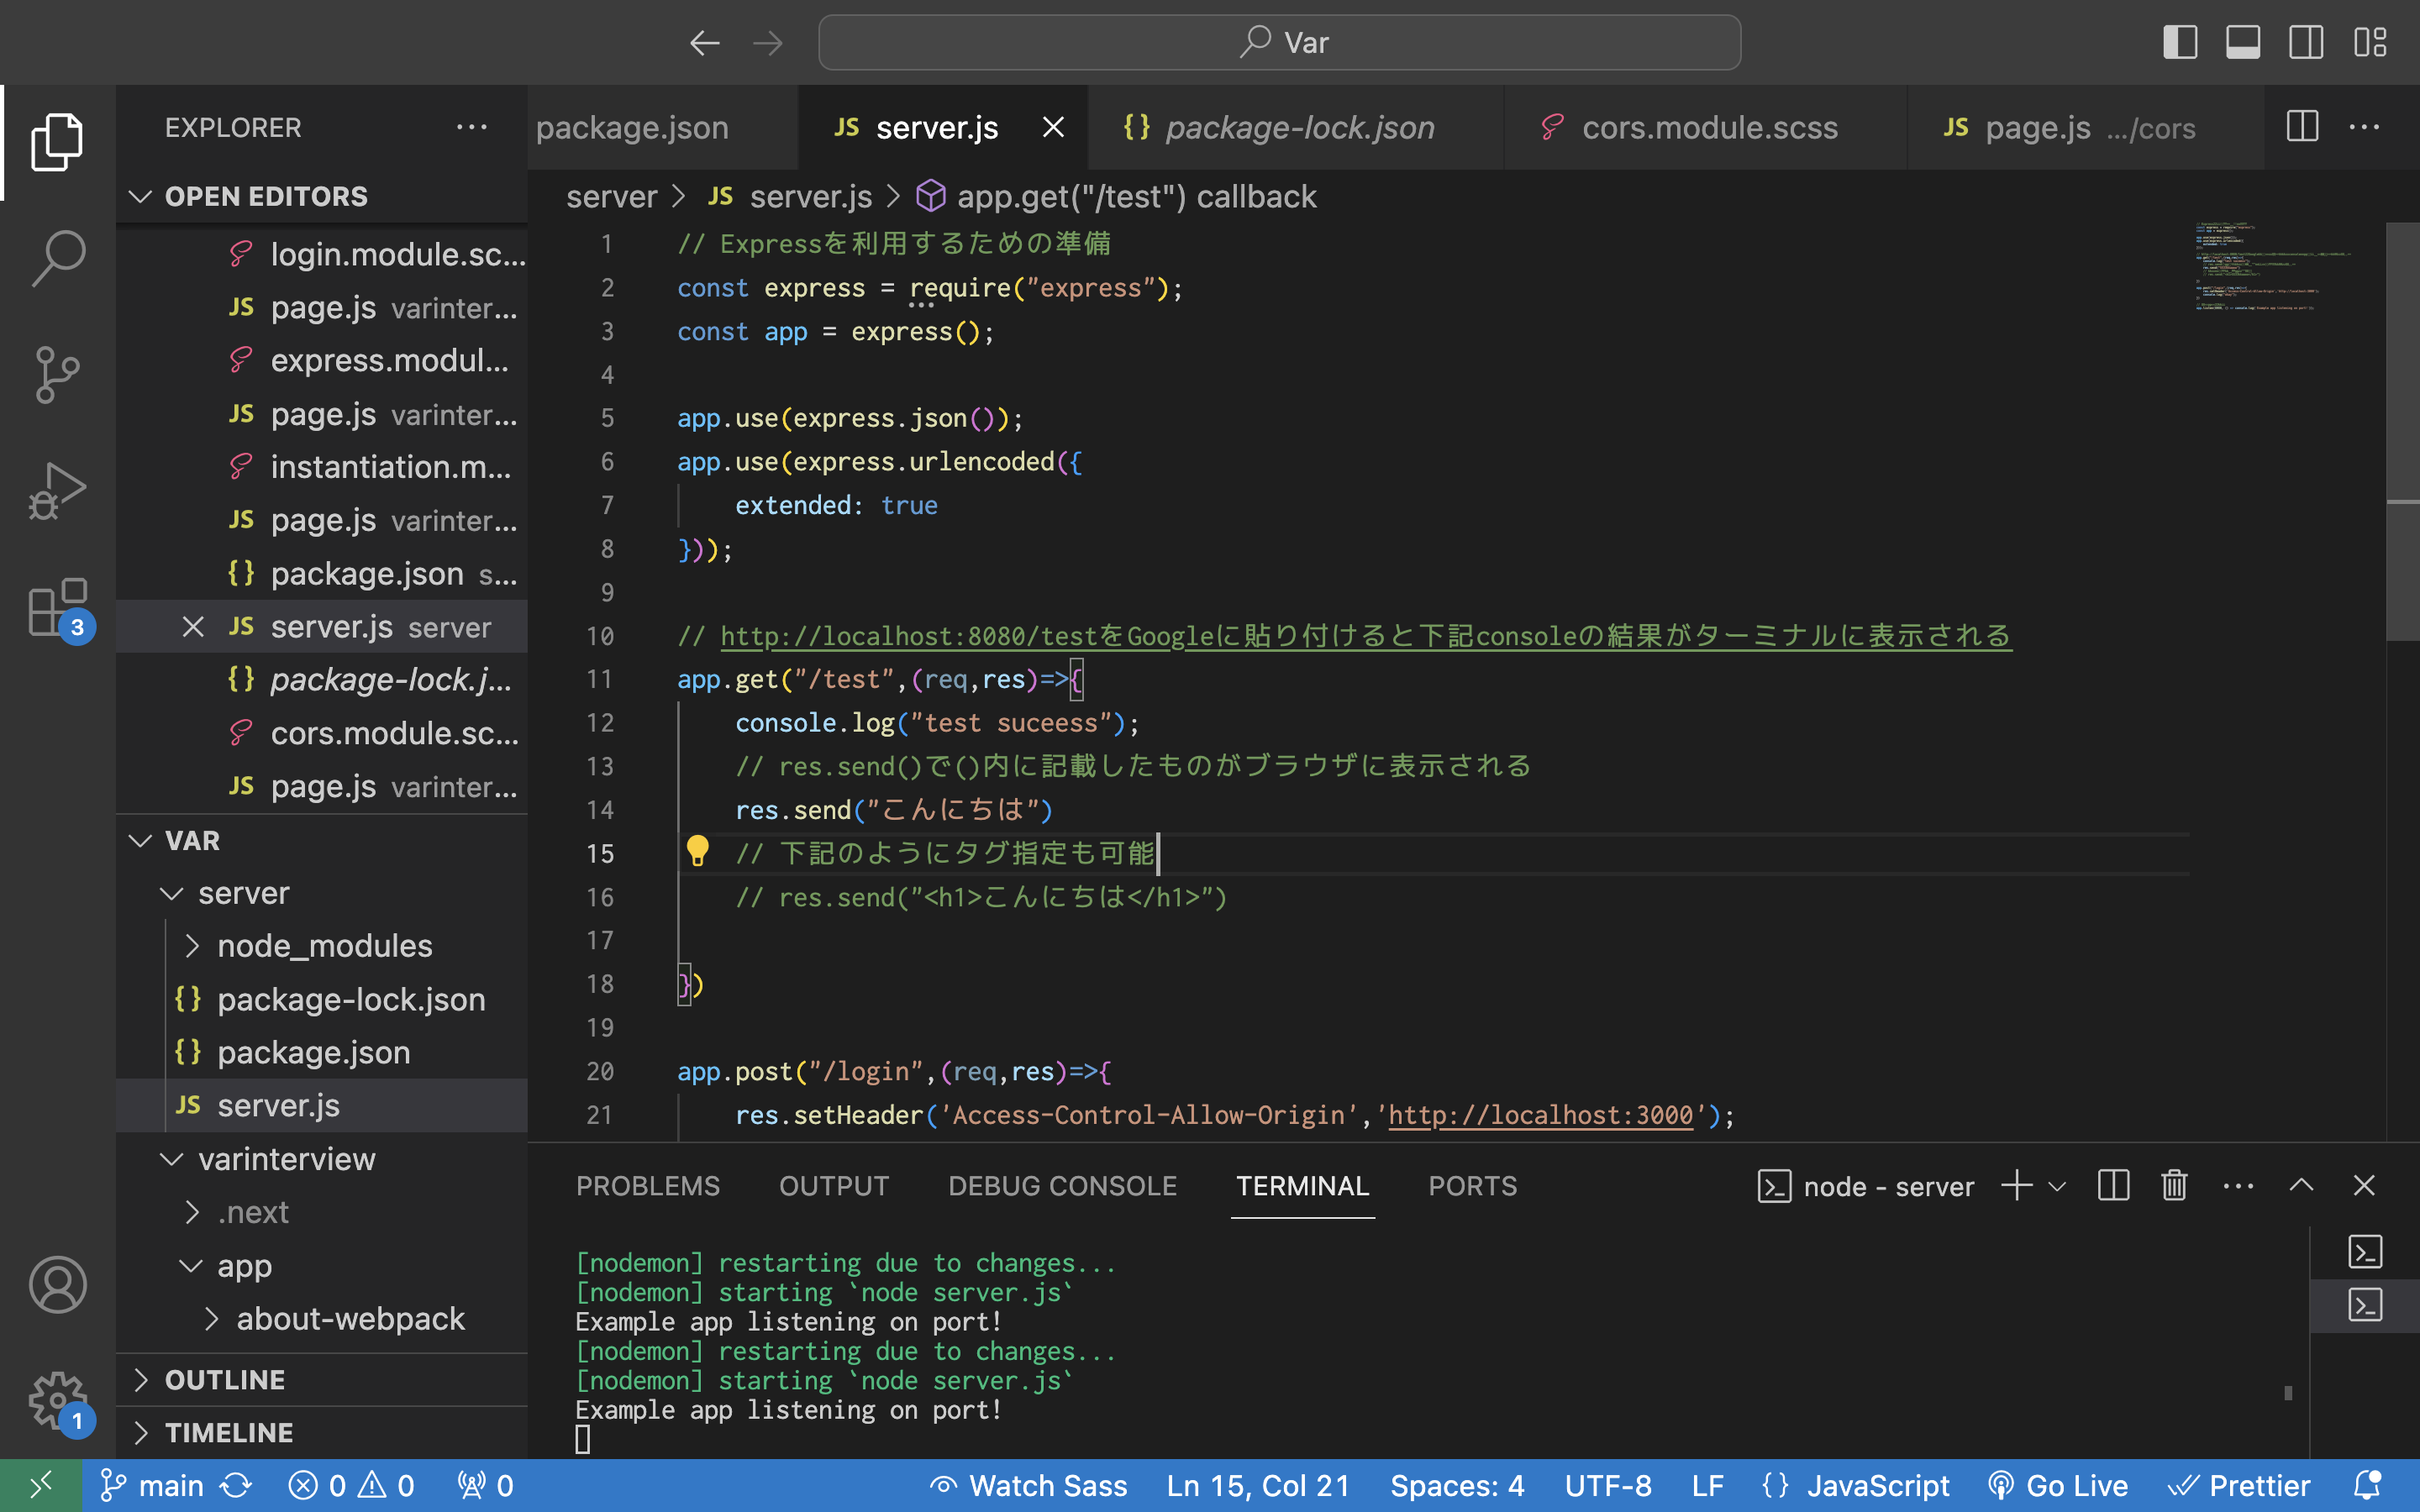 Var
EXPLORER
package.json
JS server.js
{} package-lock.json
cors.module.scss
JS page.js .../cors
OPEN EDITORS
login.module.sc...
JS page.js varinter...
express.modul...
JS page.js varinter...
instantiation.m...
JS page.js varinter...
{} package.json s...
JS server.js server
{} package-lock.j...
cors.module.sc...
JS page.js varinter...
VAR
server
node_modules
{} package-lock.json
{} package.json
JS server.js
varinterview
.next
app
about-webpack
OUTLINE
TIMELINE
3
1
server > JS server.js > app.get("/test") callback
1 // Expressを利用するための準備
2 const express = require("express");
3 const app = express();
4
5 app.use(express.json());
6 app.use(express.urlencoded({
7 extended: true
8 }));
9
10 // http://localhost:8080/testをGoogleに貼り付けると下記consoleの結果がターミナルに表示される
11 app.get("/test",(req,res)=>{
12 console.log("test suceess");
13 // res.send()で()内に記載したものがブラウザに表示される
14 res.send("こんにちは")
15 // 下記のようにタグ指定も可能
16 // res.send("<h1>こんにちは</h1>")
17
18 })
19
20 app.post("/login",(req,res)=>{
21 res.setHeader('Access-Control-Allow-Origin','http://localhost:3000');
PROBLEMS OUTPUT DEBUG CONSOLE TERMINAL PORTS
node - server
[nodemon] restarting due to changes...
[nodemon] starting `node server.js`
Example app listening on port!
[nodemon] restarting due to changes...
[nodemon] starting `node server.js`
Example app listening on port!
main 0 0 0 Watch Sass Ln 15, Col 21 Spaces: 4 UTF-8 LF {} JavaScript Go Live Prettier